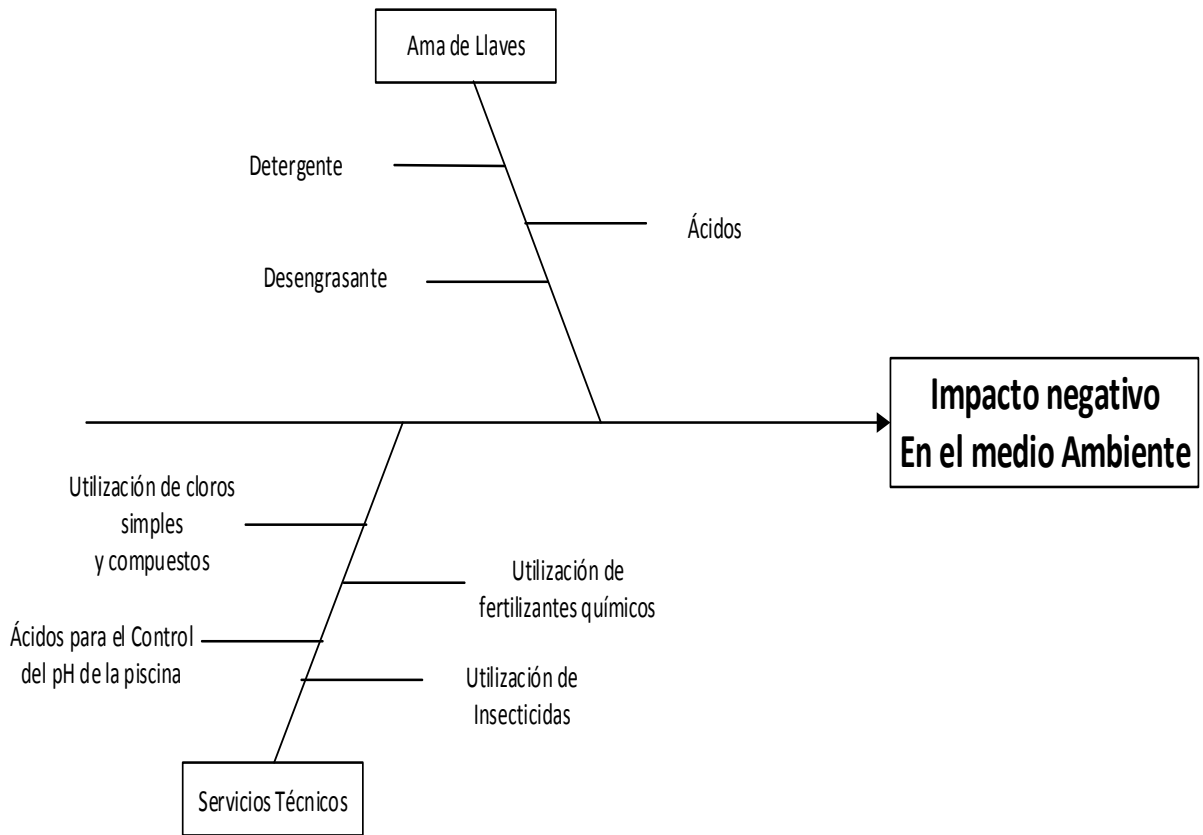 Ama de Llaves
Detergente
Ácidos
Desengrasante
Impacto negativo
En el medio Ambiente
Utilización de cloros
simples
y compuestos
Utilización de
fertilizantes químicos
Ácidos para el Control
del pH de la piscina
Utilización de
Insecticidas
Servicios Técnicos